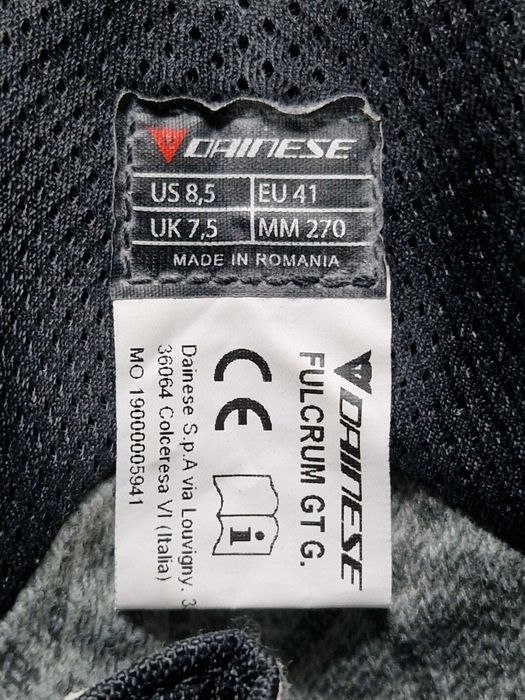 DAINESE
US 8,5 EU 41
UK 7,5 MM 270
MADE IN ROMANIA
DAINESE
FULCRUM GT G.
CE
i
Dainese S.p.A via Louvigny. 3
36064 Colceresa VI (Italia)
MO 19000005941